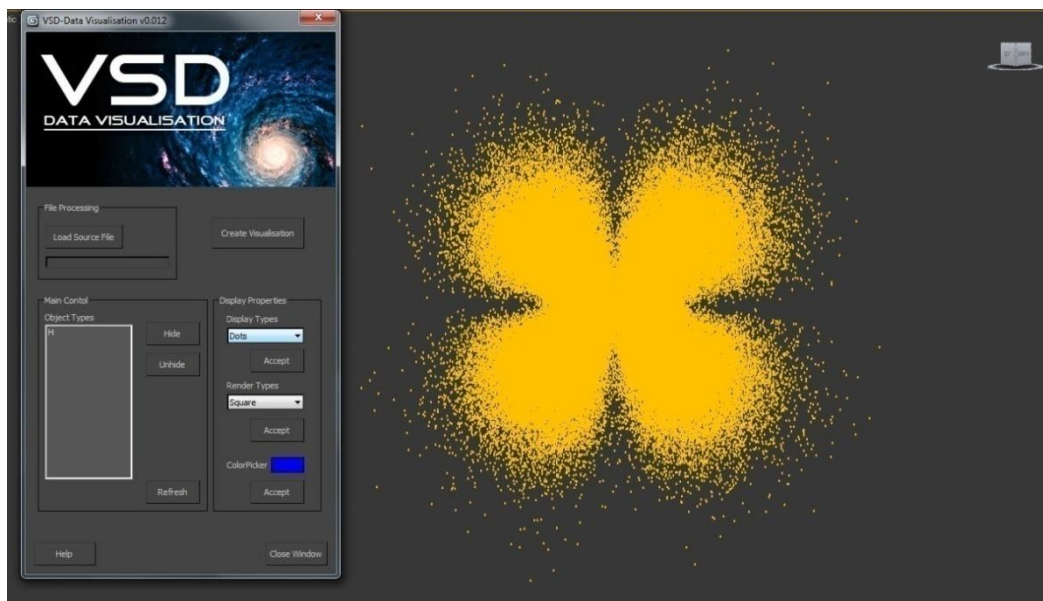 VSD-Data Visualisation v0.012
VSD
DATA VISUALISATION
File Processing
Load Source File
Create Visualisation
Main Contol
Object Types
H
Hide
Unhide
Refresh
Display Properties
Display Types
Dots
Accept
Render Types
Square
Accept
ColorPicker
Accept
Help
Close Window